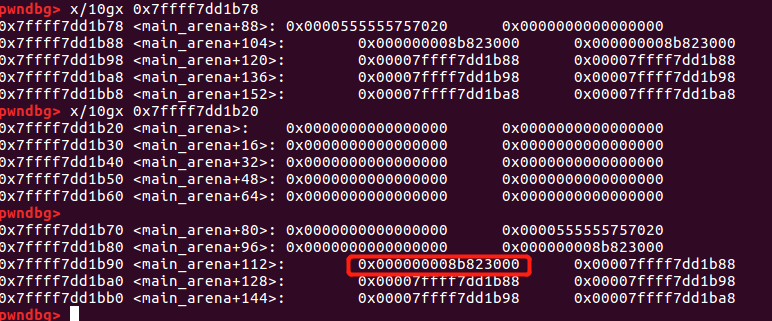 pwndbg> x/10gx 0x7ffff7dd1b78
0x7ffff7dd1b78 <main_arena+88>: 0x0000555555757020 0x0000000000000000
0x7ffff7dd1b88 <main_arena+104>: 0x000000008b823000 0x000000008b823000
0x7ffff7dd1b98 <main_arena+120>: 0x00007ffff7dd1b88 0x00007ffff7dd1b88
0x7ffff7dd1ba8 <main_arena+136>: 0x00007ffff7dd1b98 0x00007ffff7dd1b98
0x7ffff7dd1bb8 <main_arena+152>: 0x00007ffff7dd1ba8 0x00007ffff7dd1ba8
pwndbg> x/10gx 0x7ffff7dd1b20
0x7ffff7dd1b20 <main_arena>: 0x0000000000000000 0x0000000000000000
0x7ffff7dd1b30 <main_arena+16>: 0x0000000000000000 0x0000000000000000
0x7ffff7dd1b40 <main_arena+32>: 0x0000000000000000 0x0000000000000000
0x7ffff7dd1b50 <main_arena+48>: 0x0000000000000000 0x0000000000000000
0x7ffff7dd1b60 <main_arena+64>: 0x0000000000000000 0x0000000000000000
pwndbg>
0x7ffff7dd1b70 <main_arena+80>: 0x0000000000000000 0x0000555555757020
0x7ffff7dd1b80 <main_arena+96>: 0x0000000000000000 0x000000008b823000
0x7ffff7dd1b90 <main_arena+112>: 0x000000008b823000 0x00007ffff7dd1b88
0x7ffff7dd1ba0 <main_arena+128>: 0x00007ffff7dd1b88 0x00007ffff7dd1b98
0x7ffff7dd1bb0 <main_arena+144>: 0x00007ffff7dd1b98 0x00007ffff7dd1ba8
pwndbg>